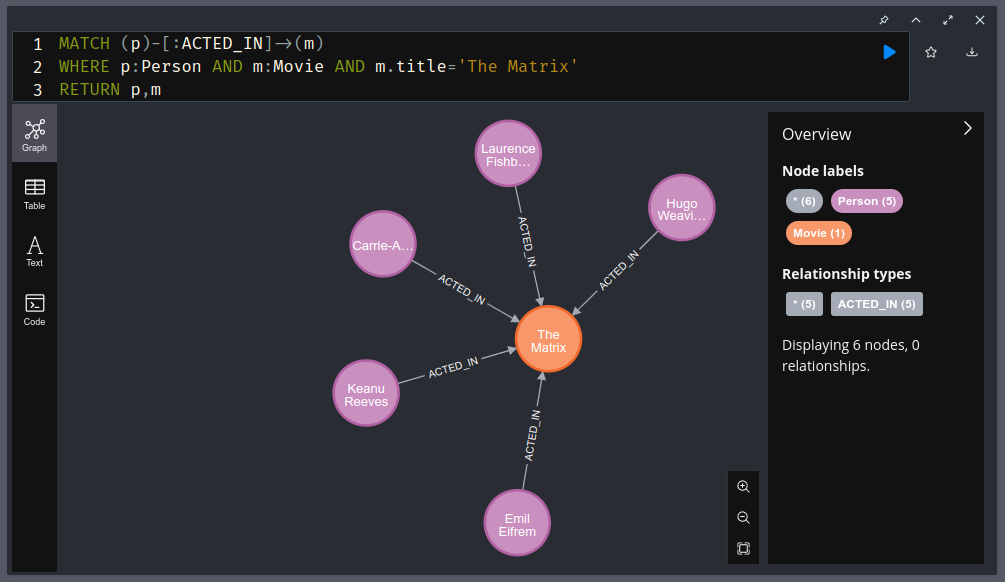 1 MATCH (p)-[:ACTED_IN]->(m)
2 WHERE p:Person AND m:Movie AND m.title='The Matrix'
3 RETURN p,m
Graph
Table
Text
Code
Laurence
Fishb...
Hugo
Weavi...
Carrie-A...
The
Matrix
Keanu
Reeves
Emil
Eifrem
ACTED_IN
ACTED_IN
ACTED_IN
ACTED_IN
ACTED_IN
Overview
Node labels
* (6) Person (5)
Movie (1)
Relationship types
* (5) ACTED_IN (5)
Displaying 6 nodes, 0
relationships.